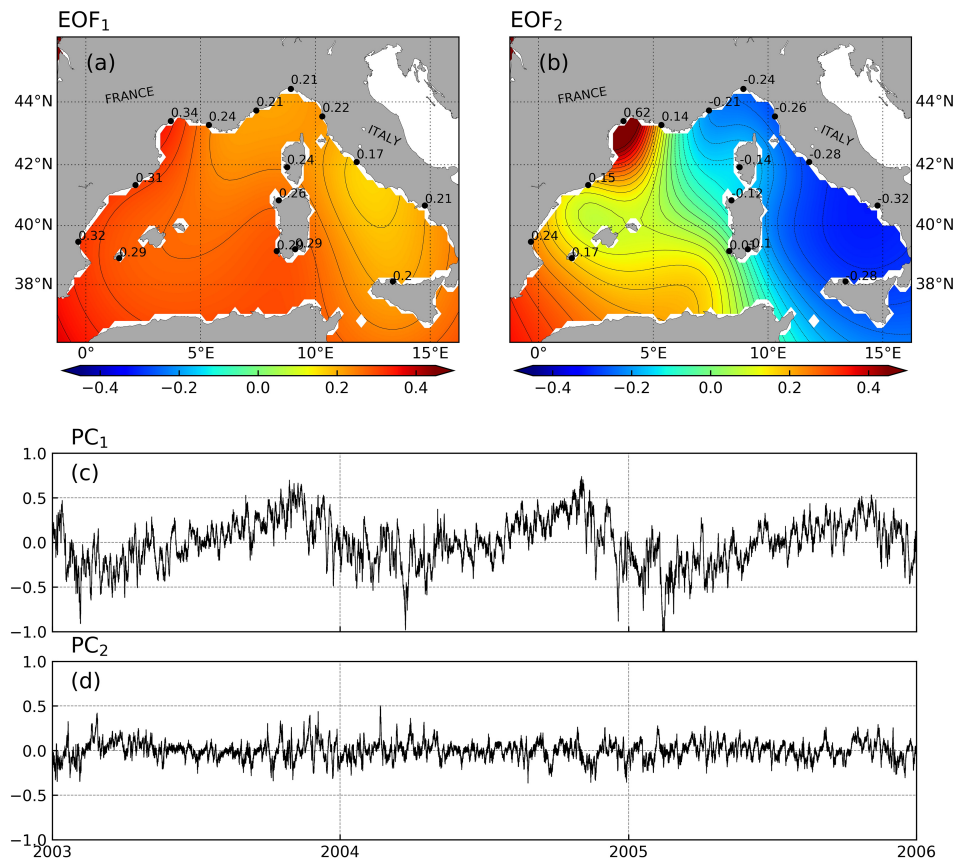 EOF₁ EOF₂
(a) (b)
FRANCE FRANCE
ITALY ITALY
44°N 44°N
42°N 42°N
40°N 40°N
38°N 38°N
0.21
0.21
0.24
0.34
0.22
0.17
0.24
0.31
0.26
0.21
0.32
0.29
0.29
0.2
-0.24
-0.21
0.14
0.62
-0.26
-0.28
-0.14
0.15
-0.12
-0.32
0.24
0.17
-0.1
-0.28
0° 5°E 10°E 15°E 0° 5°E 10°E 15°E
−0.4 −0.2 0.0 0.2 0.4 −0.4 −0.2 0.0 0.2 0.4
PC₁
(c)
1.0
0.5
0.0
−0.5
−1.0
PC₂
(d)
1.0
0.5
0.0
−0.5
−1.0
2003 2004 2005 2006